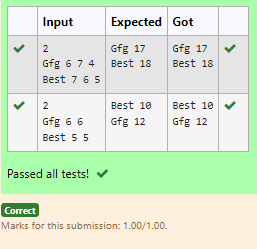 Input Expected Got
2 Gfg 17 Gfg 17
Gfg 6 7 4 Best 18 Best 18
Best 7 6 5
2 Best 10 Best 10
Gfg 6 6 Gfg 12 Gfg 12
Best 5 5
Passed all tests!
Correct
Marks for this submission: 1.00/1.00.